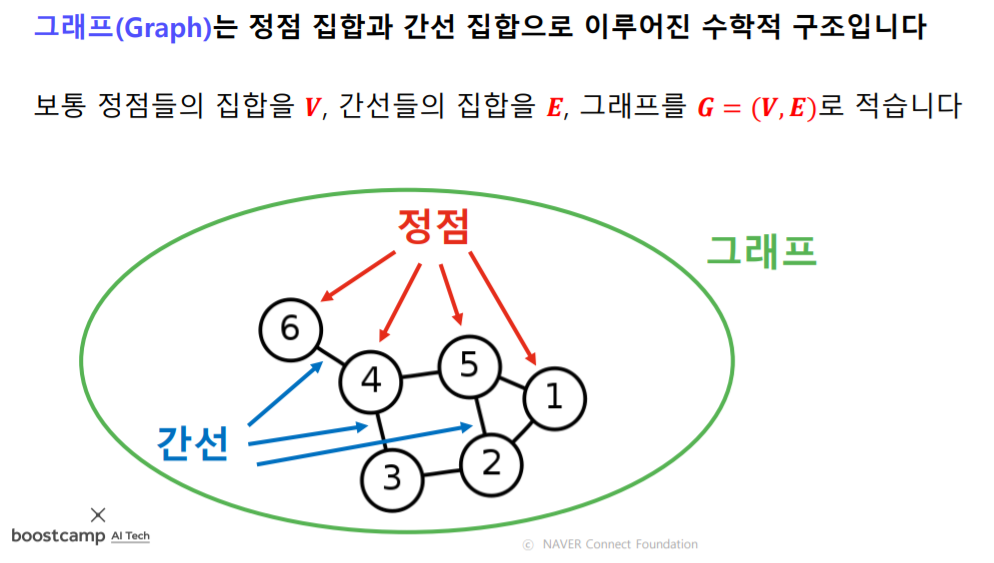 그래프(Graph)는 정점 집합과 간선 집합으로 이루어진 수학적 구조입니다
보통 정점들의 집합을 V, 간선들의 집합을 E, 그래프를 G = (V, E)로 적습니다
정점
그래프
6
5
4
1
간선
2
3
boostcamp AI Tech
ⓒ NAVER Connect Foundation